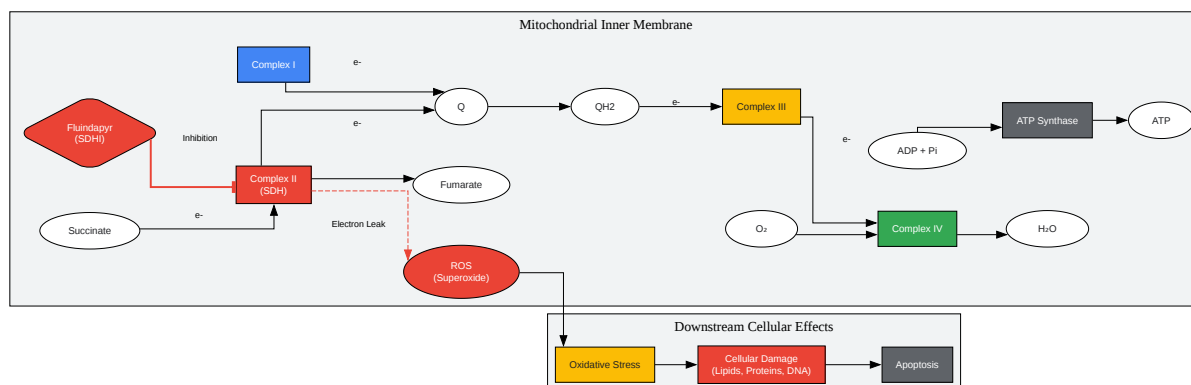 Mitochondrial Inner Membrane
Complex I
e-
Q
QH2
e-
Complex III
ATP Synthase
ATP
Fluindapyr
(SDHI)
Inhibition
e-
e-
ADP + Pi
Complex II
(SDH)
Fumarate
Succinate
e-
Electron Leak
O₂
Complex IV
H₂O
ROS
(Superoxide)
Downstream Cellular Effects
Oxidative Stress
Cellular Damage
(Lipids, Proteins, DNA)
Apoptosis